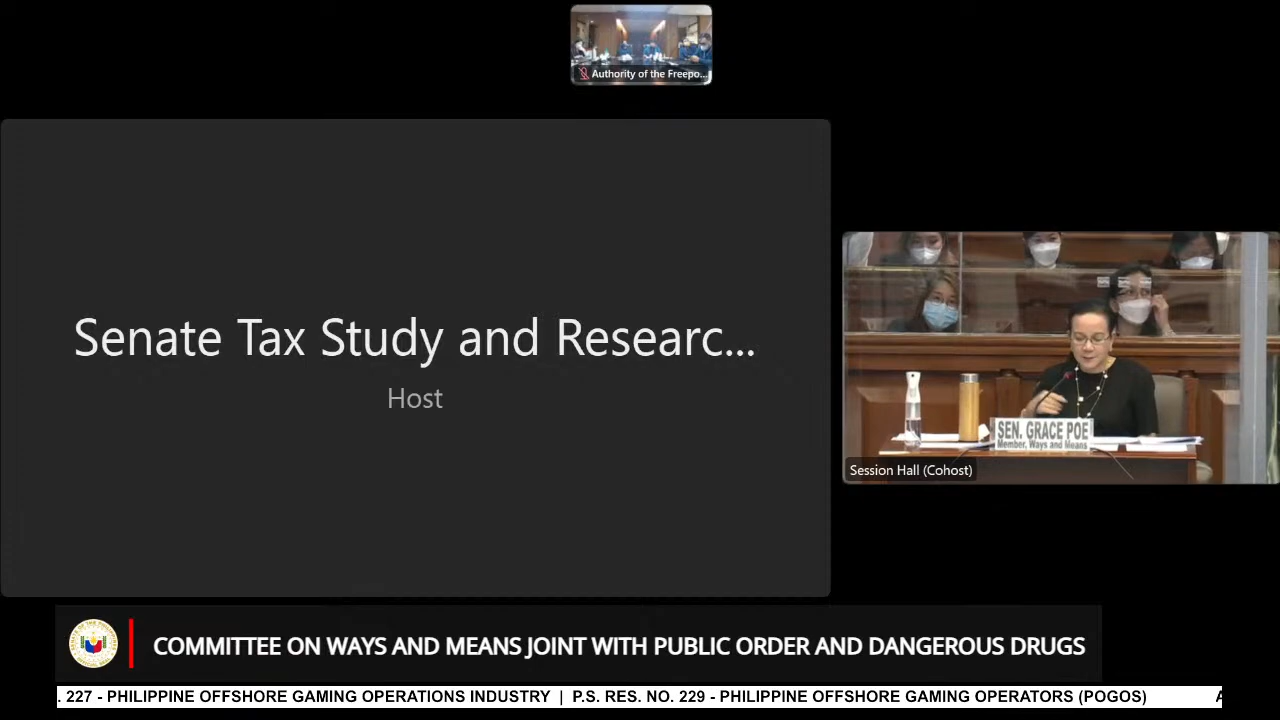 Authority of the Freepo...
Senate Tax Study and Researc...
Host
SEN. GRACE POE
Member, Ways and Means
Session Hall (Cohost)
COMMITTEE ON WAYS AND MEANS JOINT WITH PUBLIC ORDER AND DANGEROUS DRUGS
. 227 - PHILIPPINE OFFSHORE GAMING OPERATIONS INDUSTRY | P.S. RES. NO. 229 - PHILIPPINE OFFSHORE GAMING OPERATORS (POGOS)